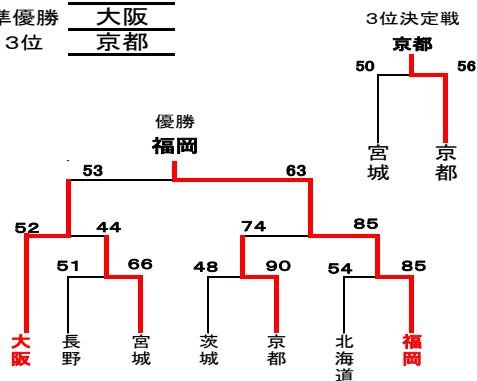 準優勝 大阪
3位 京都
3位決定戦
京都
50 56
宮城 京都
優勝
福岡
53 63
52 44 74 85
51 66 48 90 54 85
大阪 長野 宮城 茨城 京都 北海道 福岡